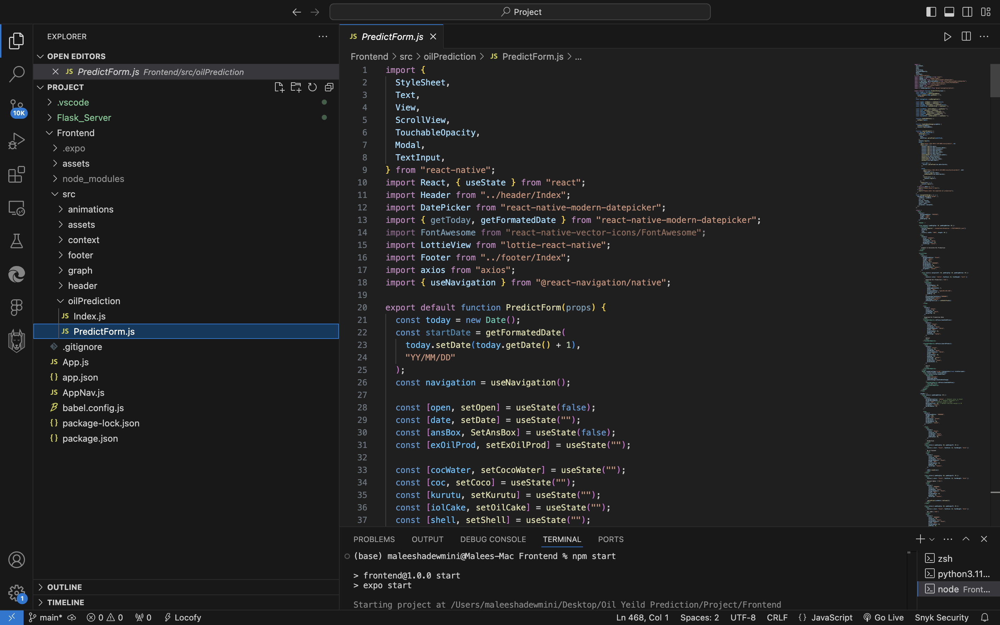 Project
EXPLORER
OPEN EDITORS
JS PredictForm.js Frontend/src/oilPrediction
PROJECT
.vscode
Flask_Server
Frontend
.expo
assets
node_modules
src
animations
assets
context
footer
graph
header
oilPrediction
JS Index.js
JS PredictForm.js
.gitignore
JS App.js
{} app.json
JS AppNav.js
babel.config.js
{} package-lock.json
{} package.json
OUTLINE
TIMELINE
10K
1
JS PredictForm.js
Frontend > src > oilPrediction > JS PredictForm.js > ...
1 import {
2 StyleSheet,
3 Text,
4 View,
5 ScrollView,
6 TouchableOpacity,
7 Modal,
8 TextInput,
9 } from "react-native";
10 import React, { useState } from "react";
11 import Header from "../header/Index";
12 import DatePicker from "react-native-modern-datepicker";
13 import { getToday, getFormatedDate } from "react-native-modern-datepicker";
14 import FontAwesome from "react-native-vector-icons/FontAwesome";
15 import LottieView from "lottie-react-native";
16 import Footer from "../footer/Index";
17 import axios from "axios";
18 import { useNavigation } from "@react-navigation/native";
19
20 export default function PredictForm(props) {
21 const today = new Date();
22 const startDate = getFormatedDate(
23 today.setDate(today.getDate() + 1),
24 "YY/MM/DD"
25 );
26 const navigation = useNavigation();
27
28 const [open, setOpen] = useState(false);
29 const [date, setDate] = useState("");
30 const [ansBox, SetAnsBox] = useState(false);
31 const [exOilProd, setExOilProd] = useState("");
32
33 const [cocWater, setCocoWater] = useState("");
34 const [coc, setCoco] = useState("");
35 const [kurutu, setKurutu] = useState("");
36 const [iolCake, setOilCake] = useState("");
37 const [shell, setShell] = useState("");
PROBLEMS OUTPUT DEBUG CONSOLE TERMINAL PORTS
(base) maleeshadewmini@Malees-Mac Frontend % npm start
> frontend@1.0.0 start
> expo start
Starting project at /Users/maleeshadewmini/Desktop/Oil Yeild Prediction/Project/Frontend
zsh
python3.11...
node Front...
main* 0 0 0 Locofy Ln 468, Col 1 Spaces: 2 UTF-8 CRLF {} JavaScript Go Live Snyk Security